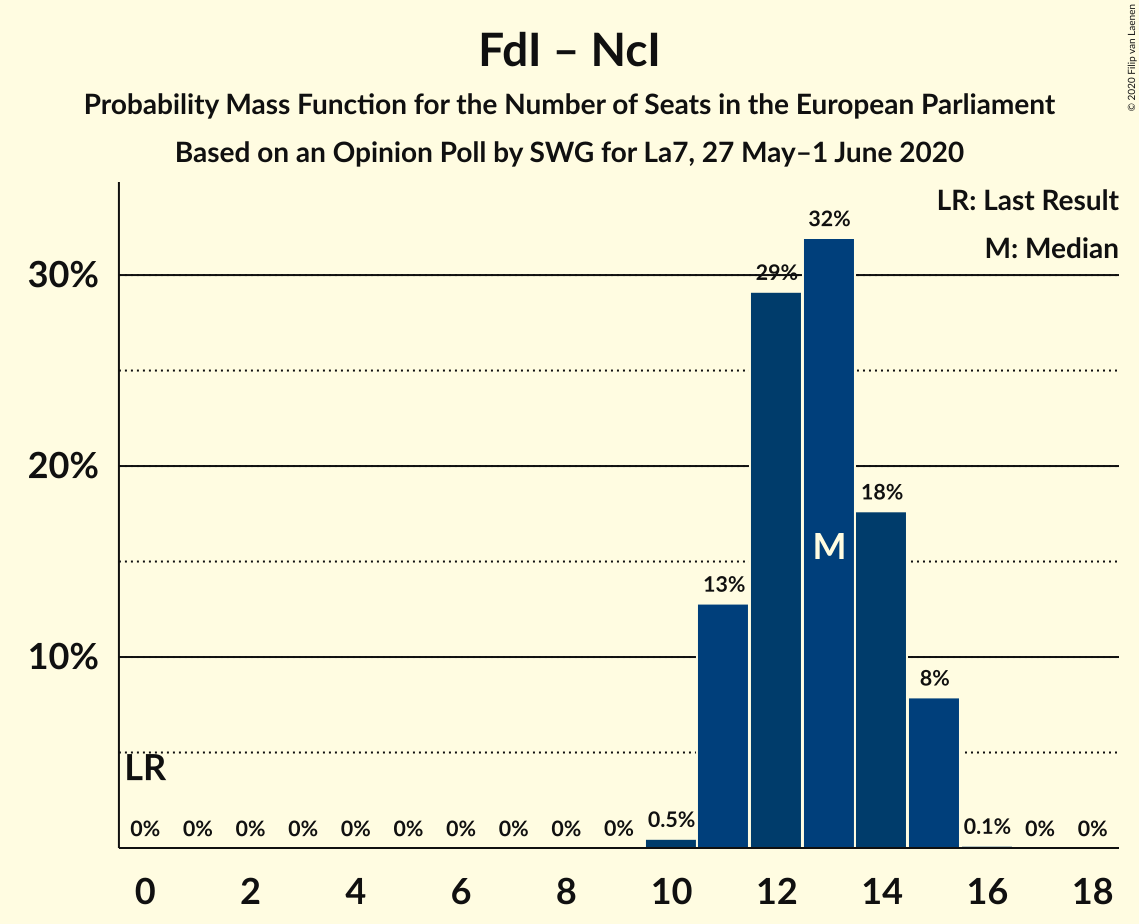 FdI – NcI
Probability Mass Function for the Number of Seats in the European Parliament
Based on an Opinion Poll by SWG for La7, 27 May–1 June 2020
© 2020 Filip van Laenen
LR: Last Result
M: Median
30%
20%
10%
LR
0% 0% 0% 0% 0% 0% 0% 0% 0% 0% 0.5% 13% 29% 32% 18% 8% 0.1% 0% 0%
M
0 2 4 6 8 10 12 14 16 18